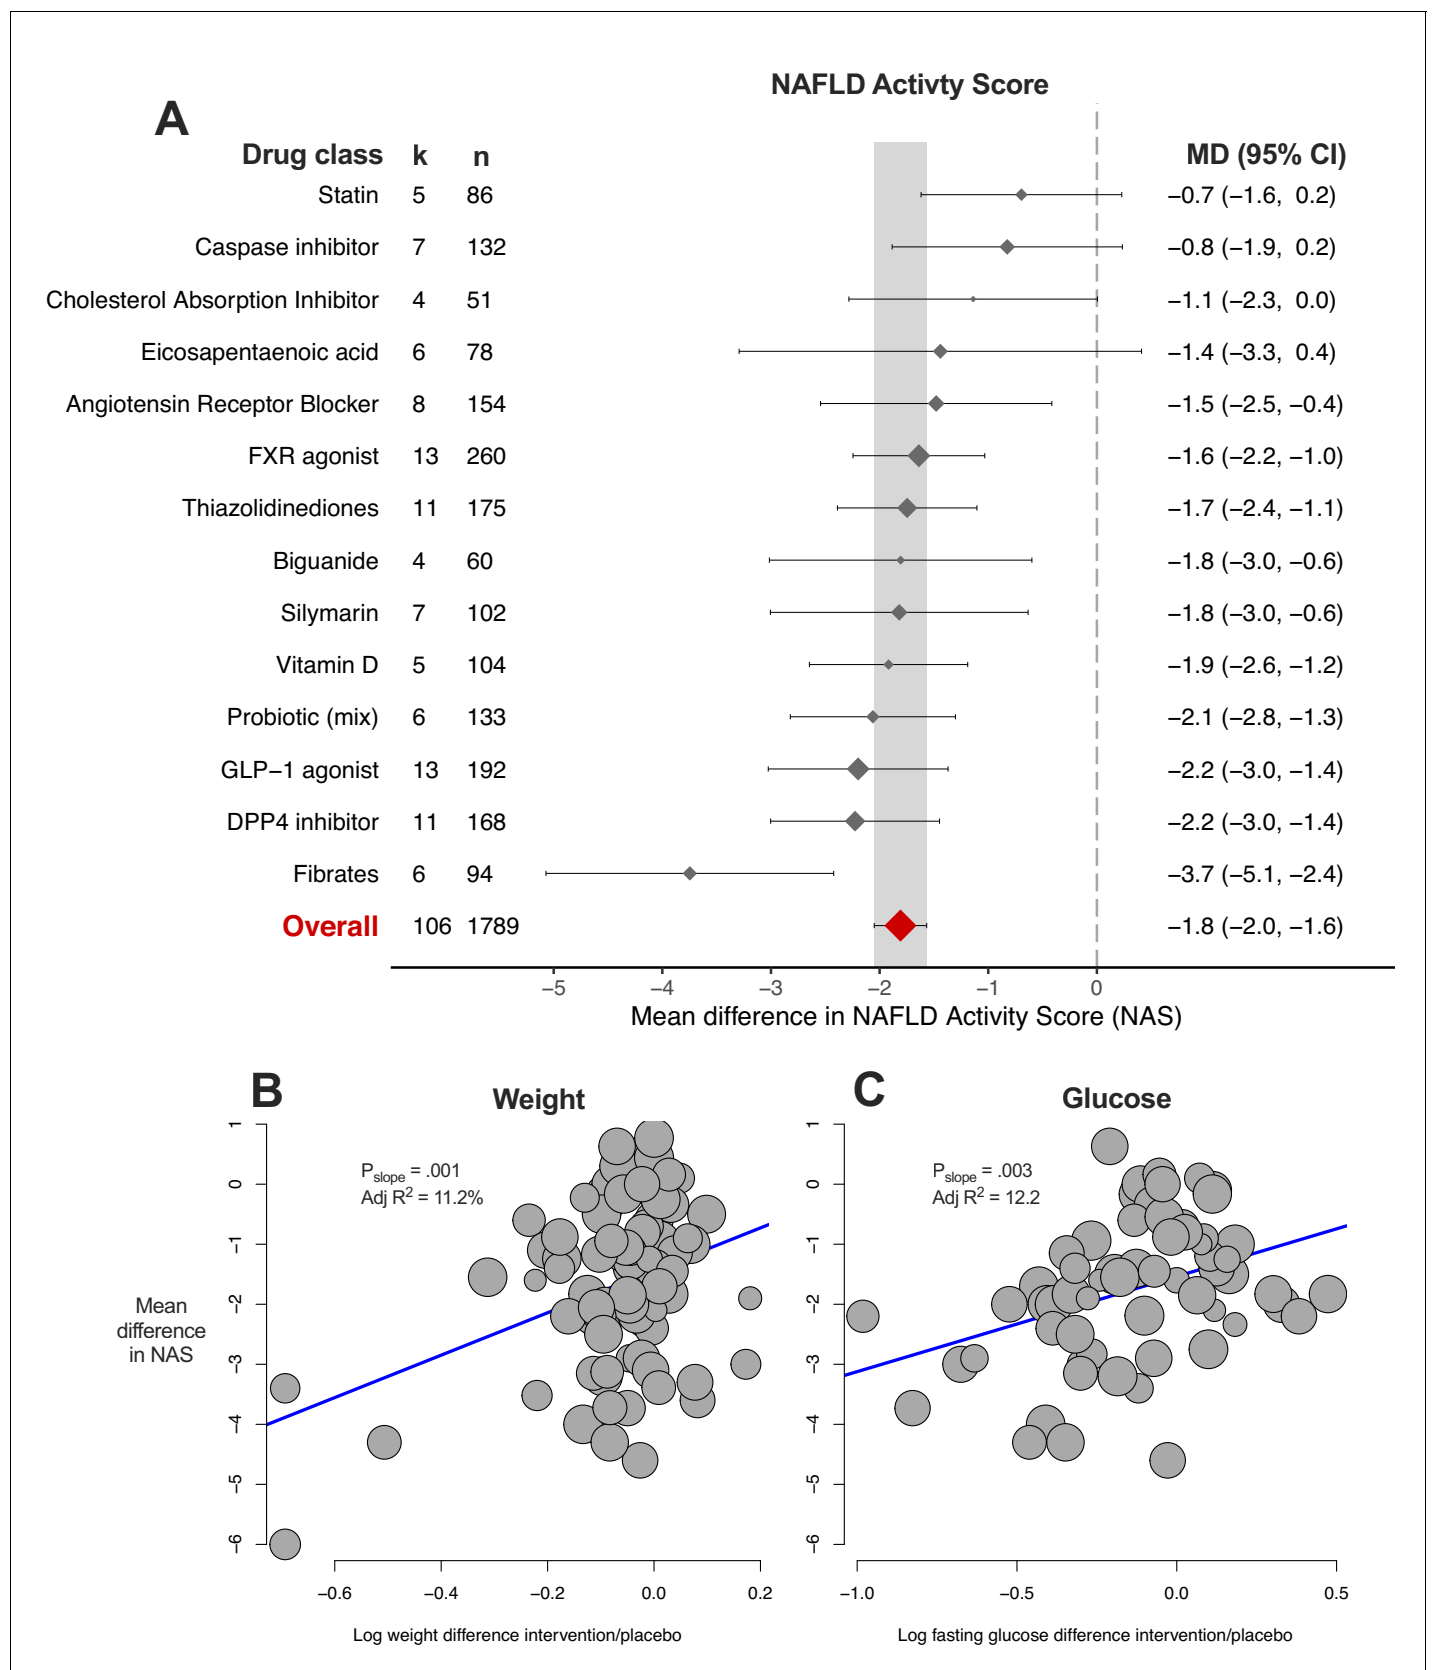 NAFLD Activty Score
A
Drug class k n MD (95% CI)
Statin 5 86 −0.7 (−1.6, 0.2)
Caspase inhibitor 7 132 −0.8 (−1.9, 0.2)
Cholesterol Absorption Inhibitor 4 51 −1.1 (−2.3, 0.0)
Eicosapentaenoic acid 6 78 −1.4 (−3.3, 0.4)
Angiotensin Receptor Blocker 8 154 −1.5 (−2.5, −0.4)
FXR agonist 13 260 −1.6 (−2.2, −1.0)
Thiazolidinediones 11 175 −1.7 (−2.4, −1.1)
Biguanide 4 60 −1.8 (−3.0, −0.6)
Silymarin 7 102 −1.8 (−3.0, −0.6)
Vitamin D 5 104 −1.9 (−2.6, −1.2)
Probiotic (mix) 6 133 −2.1 (−2.8, −1.3)
GLP−1 agonist 13 192 −2.2 (−3.0, −1.4)
DPP4 inhibitor 11 168 −2.2 (−3.0, −1.4)
Fibrates 6 94 −3.7 (−5.1, −2.4)
Overall 106 1789 −1.8 (−2.0, −1.6)
−5 −4 −3 −2 −1 0
Mean difference in NAFLD Activity Score (NAS)
B Weight
Pslope = .001
Adj R2 = 11.2%
1
0
−1
−2
−3
−4
−5
−6
Mean
difference
in NAS
−0.6 −0.4 −0.2 0.0 0.2
Log weight difference intervention/placebo
C Glucose
Pslope = .003
Adj R2 = 12.2
1
0
−1
−2
−3
−4
−5
−6
−1.0 −0.5 0.0 0.5
Log fasting glucose difference intervention/placebo